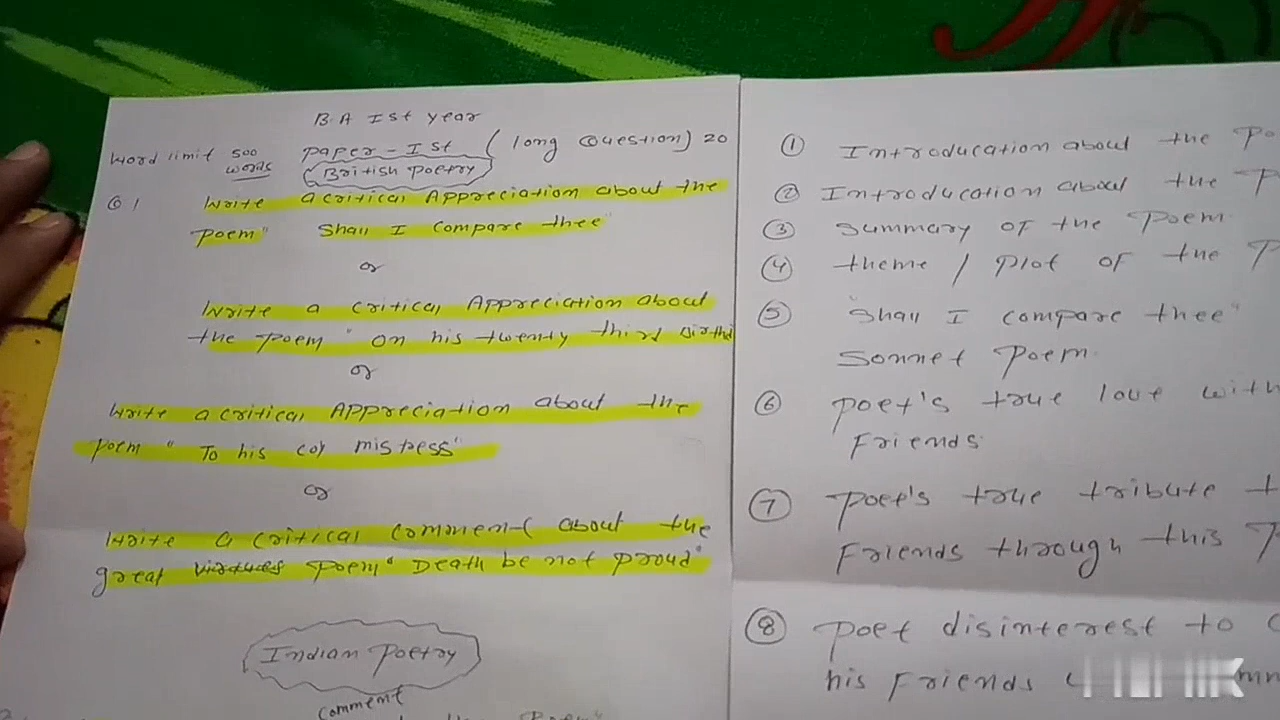 B.A Ist year
Word limit 500 words
Paper-Ist (long Question) 20
British Poetry
Q 1 Write a critical Appreciation about the
Poem" Shall I compare thee"
or
Write a critical Appreciation about
the poem "on his twenty third
or
Write a critical Appreciation about the
Poem "To his coy mistess"
or
Write a critical comment about the
great Poem "Death be not proud"
Indian Poetry
Comment
① Introducation about the
② Introducation about the
③ Summary of the Poem.
④ theme / plot of the
⑤ "Shall I compare thee"
Sonnet Poem.
⑥ Poet's true love with
Friends.
⑦ Poet's true tribute
Friends through this
⑧ Poet disinterest to
his Friends